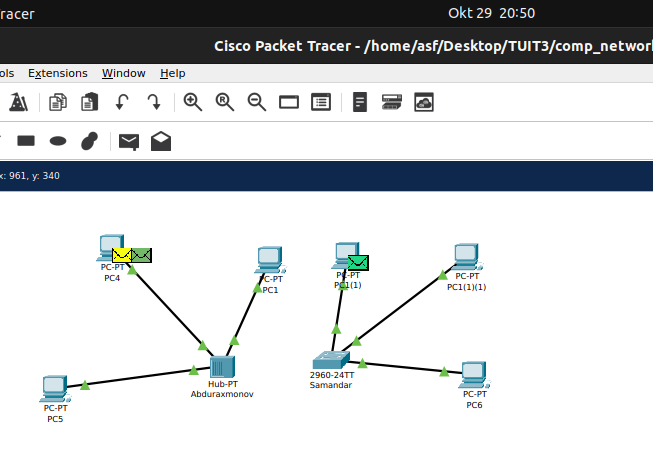 racer
Okt 29 20:50
Cisco Packet Tracer - /home/asf/Desktop/TUIT3/comp_networ
ols Extensions Window Help
x: 961, y: 340
PC-PT
PC4
PC-PT
PC1
PC-PT
PC1(1)
PC-PT
PC1(1)(1)
Hub-PT
Abduraxmonov
2960-24TT
Samandar
PC-PT
PC5
PC-PT
PC6